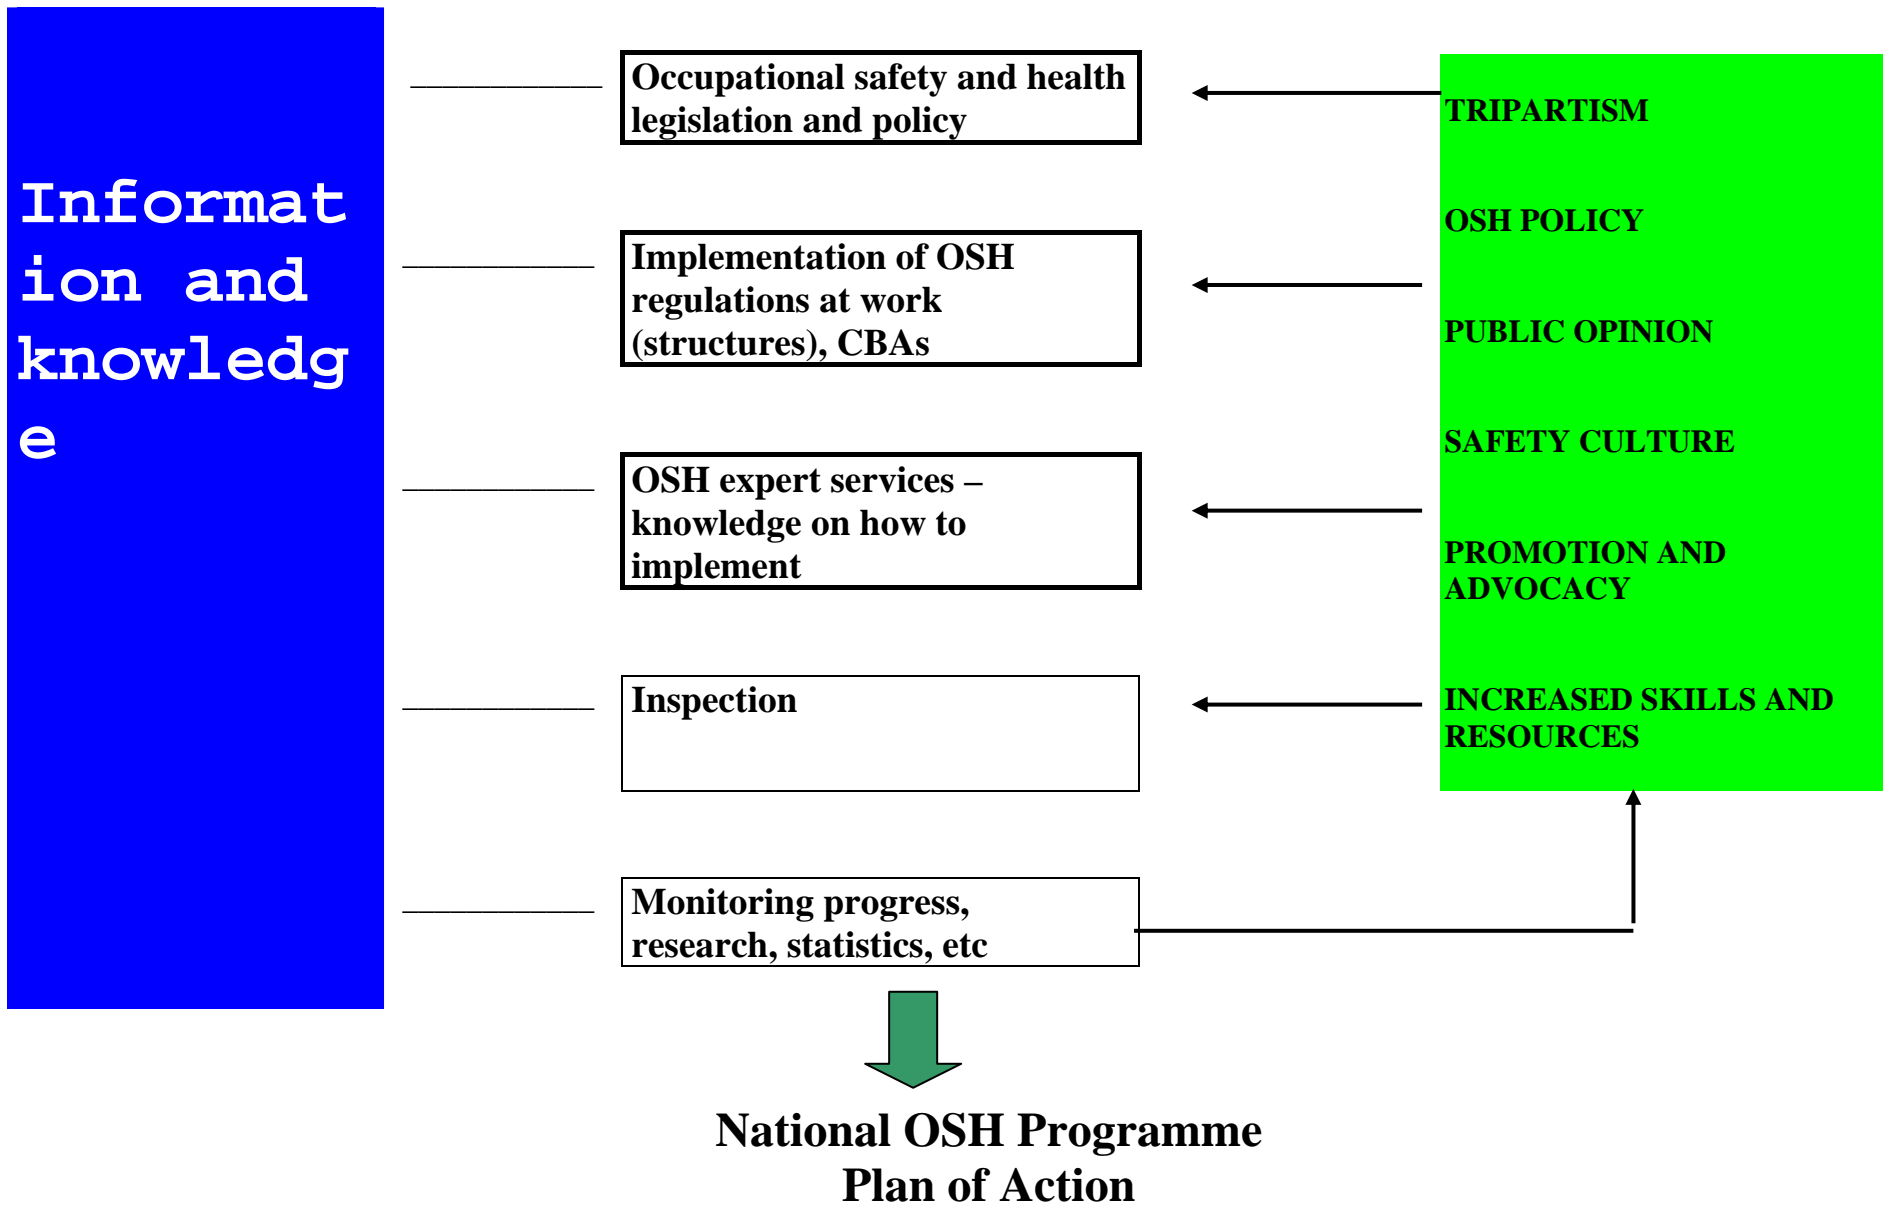 Informat
ion and
knowledg
e
Occupational safety and health
legislation and policy
Implementation of OSH
regulations at work
(structures), CBAs
OSH expert services –
knowledge on how to
implement
Inspection
Monitoring progress,
research, statistics, etc
TRIPARTISM
OSH POLICY
PUBLIC OPINION
SAFETY CULTURE
PROMOTION AND
ADVOCACY
INCREASED SKILLS AND
RESOURCES
National OSH Programme
Plan of Action